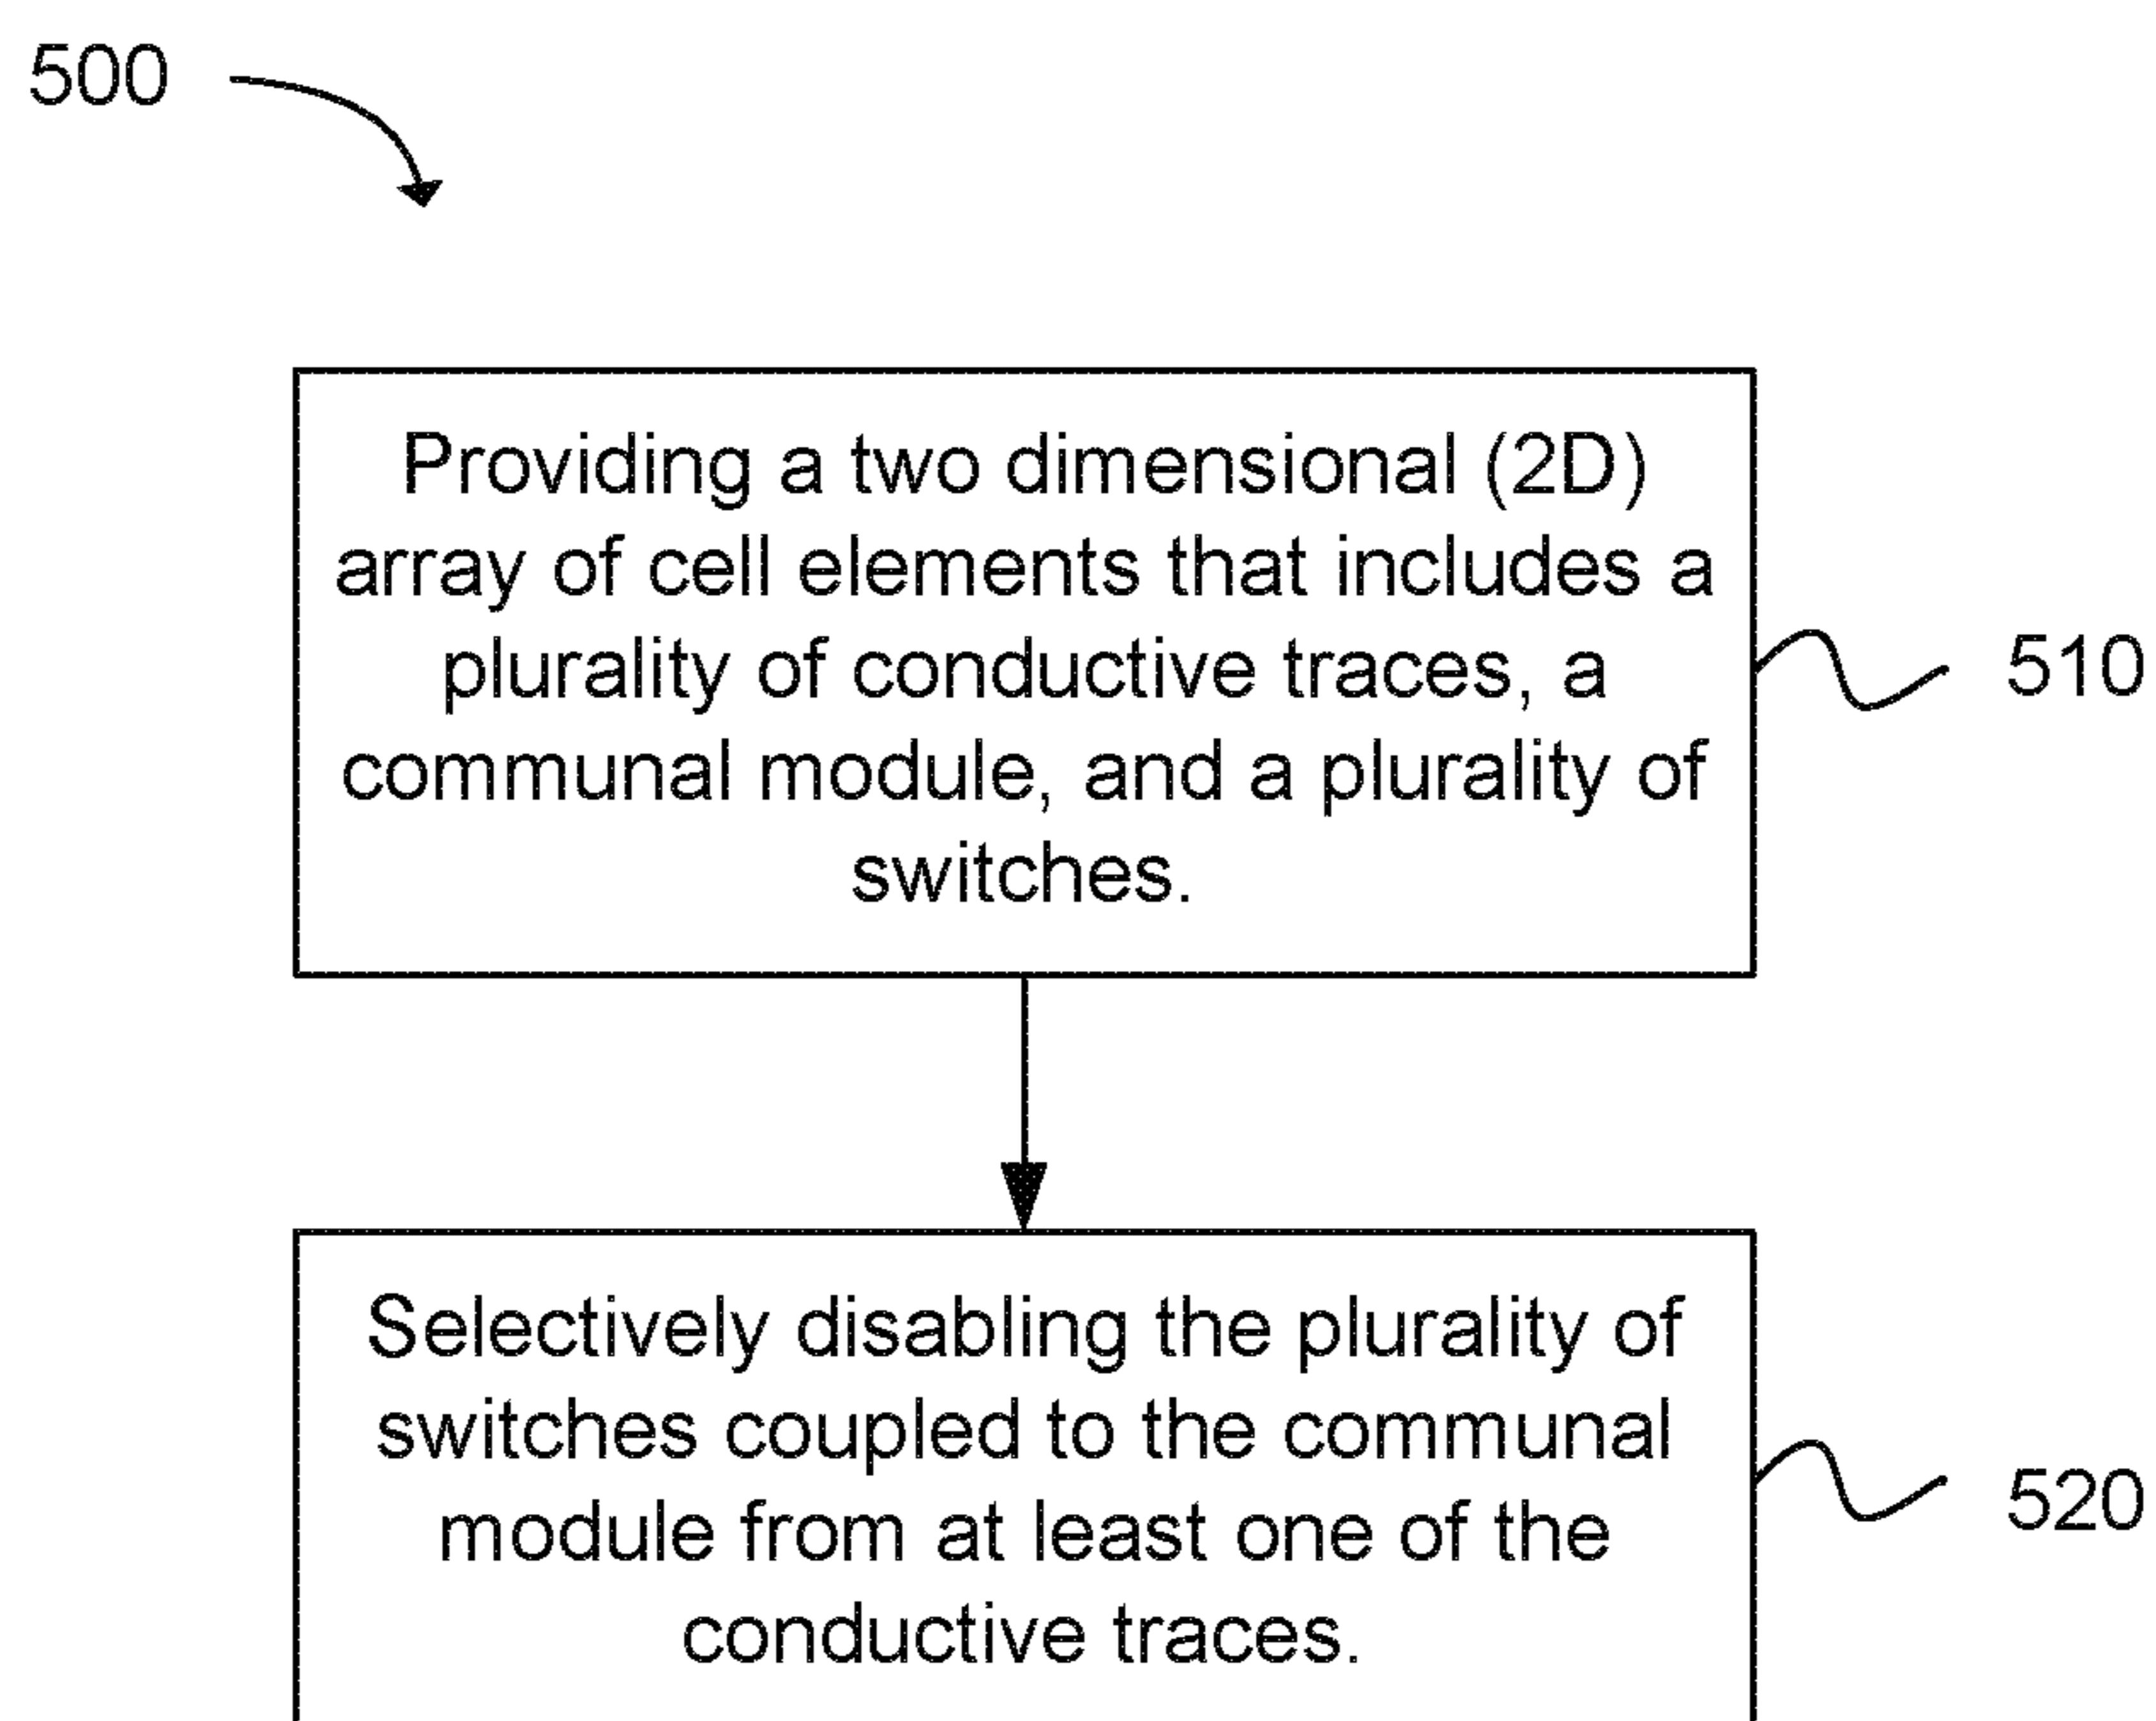 500
Providing a two dimensional (2D)
array of cell elements that includes a
plurality of conductive traces, a
communal module, and a plurality of
switches.
510
Selectively disabling the plurality of
switches coupled to the communal
module from at least one of the
conductive traces.
520